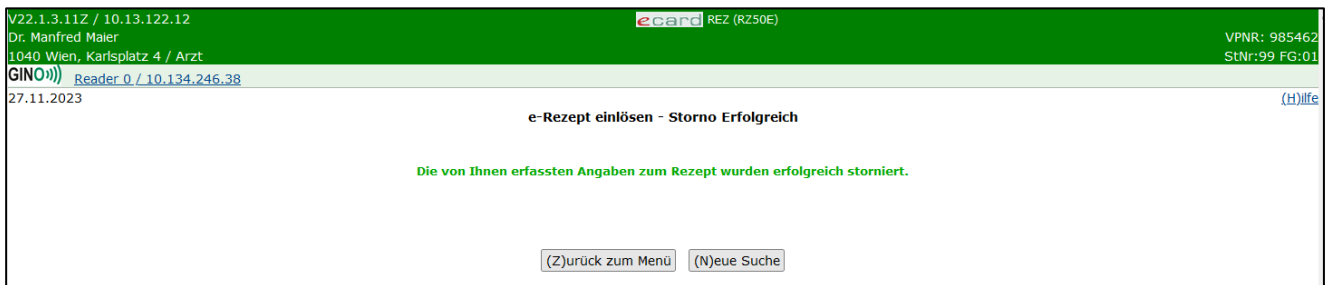 V22.1.3.11Z / 10.13.122.12 ecard REZ (RZ50E)
Dr. Manfred Maier VPNR: 985462
1040 Wien, Karlsplatz 4 / Arzt StNr:99 FG:01
GINO Reader 0 / 10.134.246.38
27.11.2023 (H)ilfe
e-Rezept einlösen - Storno Erfolgreich
Die von Ihnen erfassten Angaben zum Rezept wurden erfolgreich storniert.
(Z)urück zum Menü (N)eue Suche